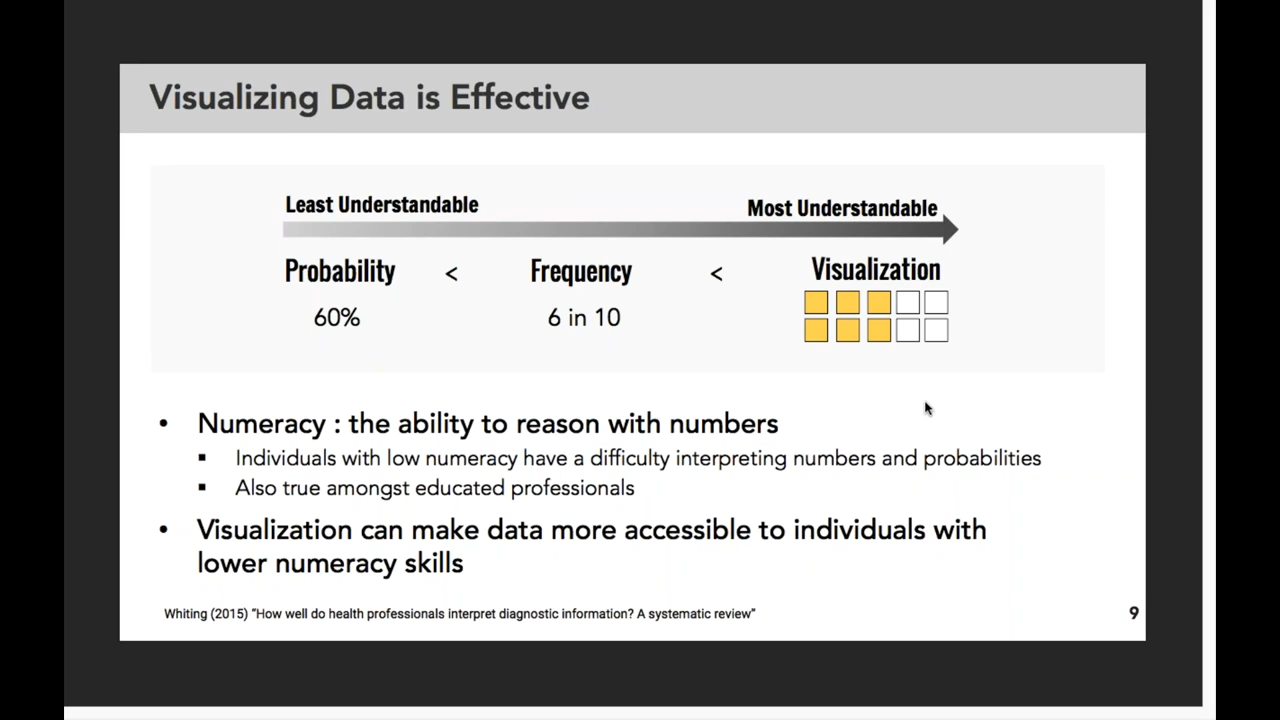 Visualizing Data is Effective
Least Understandable
Most Understandable
Probability < Frequency < Visualization
60% 6 in 10
• Numeracy : the ability to reason with numbers
▪ Individuals with low numeracy have a difficulty interpreting numbers and probabilities
▪ Also true amongst educated professionals
• Visualization can make data more accessible to individuals with
lower numeracy skills
Whiting (2015) “How well do health professionals interpret diagnostic information? A systematic review”
9